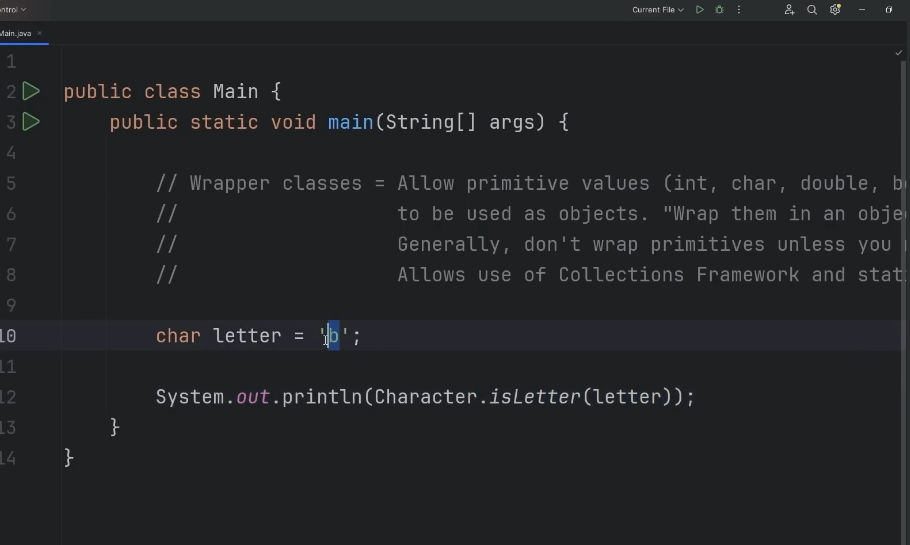 ntrol
Current File
Main.java
1
2 public class Main {
3 public static void main(String[] args) {
4
5 // Wrapper classes = Allow primitive values (int, char, double, b
6 // to be used as objects. "Wrap them in an obje
7 // Generally, don't wrap primitives unless you
8 // Allows use of Collections Framework and stat
9
10 char letter = 'b';
11
12 System.out.println(Character.isLetter(letter));
13 }
14 }